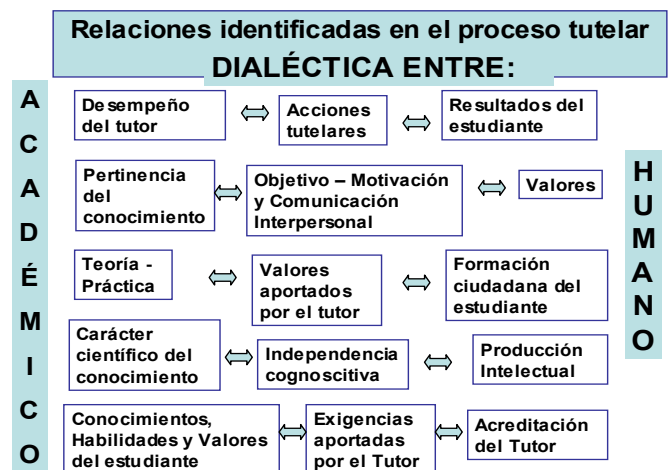 Relaciones identificadas en el proceso tutelar
DIALÉCTICA ENTRE:
ACADÉMICO
Desempeño
del tutor
Acciones
tutelares
Resultados del
estudiante
Pertinencia
del
conocimiento
Objetivo – Motivación
y Comunicación
Interpersonal
Valores
Teoría -
Práctica
Valores
aportados
por el tutor
Formación
ciudadana del
estudiante
Carácter
científico del
conocimiento
Independencia
cognoscitiva
Producción
Intelectual
Conocimientos,
Habilidades y Valores
del estudiante
Exigencias
aportadas
por el Tutor
Acreditación
del Tutor
HUMANO